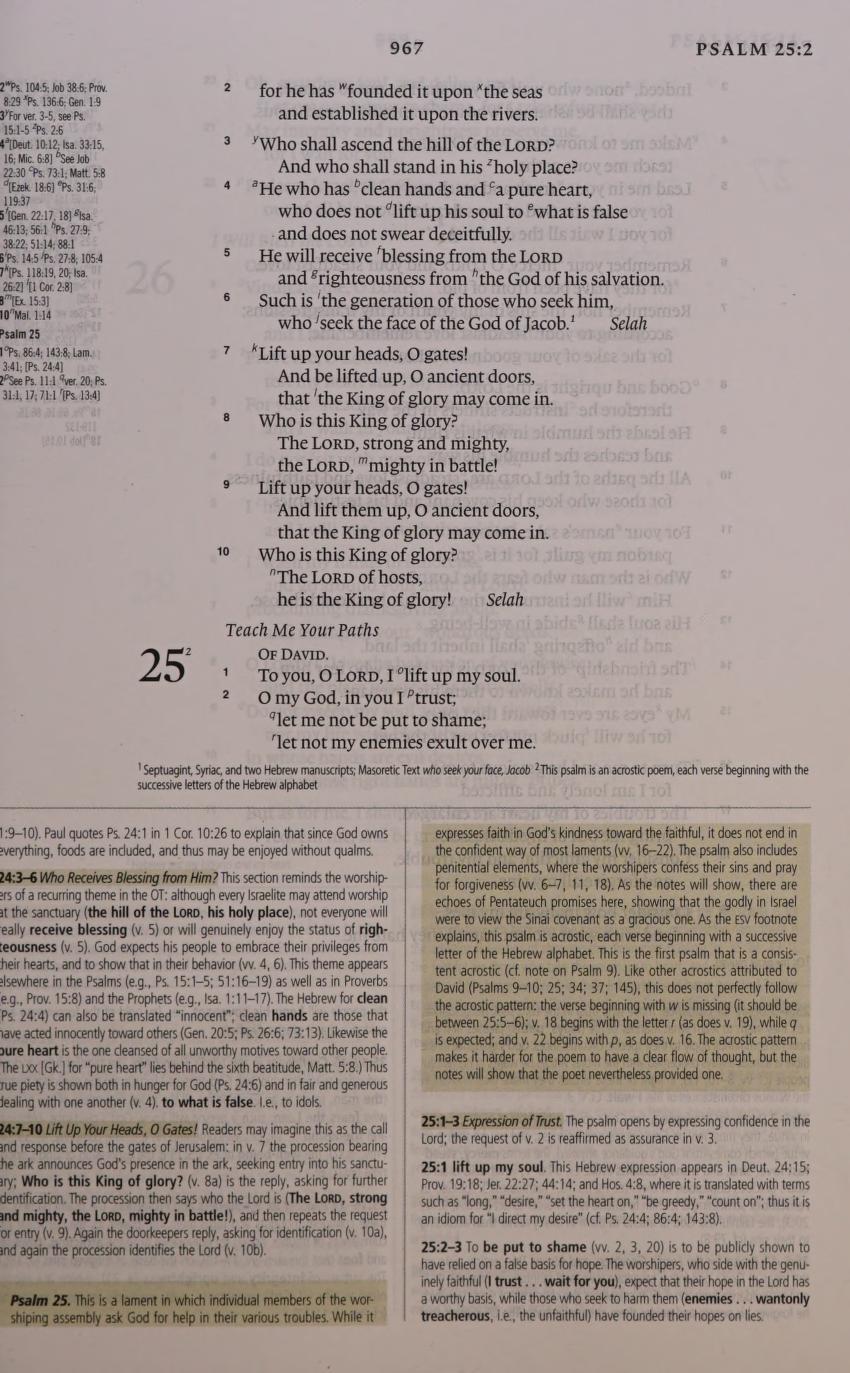 967
PSALM 25:2
2 ʷPs. 104:5; Job 38:6; Prov.
8:29 ˣPs. 136:6; Gen. 1:9
3 ʸFor ver. 3-5, see Ps.
15:1-5 ᶻPs. 2:6
4 ᵃ[Deut. 10:12; Isa. 33:15,
16; Mic. 6:8] ᵇSee Job
22:30 ᶜPs. 73:1; Matt. 5:8
ᵈ[Ezek. 18:6] ᵉPs. 31:6;
119:37
5 ᶠ[Gen. 22:17, 18] ᵍIsa.
46:13; 56:1 ʰPs. 27:9;
38:22; 51:14; 88:1
6 ⁱPs. 14:5 ʲPs. 27:8; 105:4
7 ᵏ[Ps. 118:19, 20; Isa.
26:2] ˡ[1 Cor. 2:8]
8 ᵐ[Ex. 15:3]
10 ⁿMal. 1:14
Psalm 25
1 ᵒPs. 86:4; 143:8; Lam.
3:41; [Ps. 24:4]
2 ᵖSee Ps. 11:1 ᑫver. 20; Ps.
31:1, 17; 71:1 ʳ[Ps. 13:4]
2 for he has ʷfounded it upon ˣthe seas
and established it upon the rivers.
3 ʸWho shall ascend the hill of the LORD?
And who shall stand in his ᶻholy place?
4 ᵃHe who has ᵇclean hands and ᶜa pure heart,
who does not ᵈlift up his soul to ᵉwhat is false
and does not swear deceitfully.
5 He will receive ᶠblessing from the LORD
and ᵍrighteousness from ʰthe God of his salvation.
6 Such is ⁱthe generation of those who seek him,
who ʲseek the face of the God of Jacob.¹ Selah
7 ᵏLift up your heads, O gates!
And be lifted up, O ancient doors,
that ˡthe King of glory may come in.
8 Who is this King of glory?
The LORD, strong and mighty,
the LORD, ᵐmighty in battle!
9 Lift up your heads, O gates!
And lift them up, O ancient doors,
that the King of glory may come in.
10 Who is this King of glory?
ⁿThe LORD of hosts,
he is the King of glory! Selah
Teach Me Your Paths
25² OF DAVID.
1 To you, O LORD, I ᵒlift up my soul.
2 O my God, in you I ᵖtrust;
ᑫlet me not be put to shame;
ʳlet not my enemies exult over me.
¹ Septuagint, Syriac, and two Hebrew manuscripts; Masoretic Text who seek your face, Jacob ² This psalm is an acrostic poem, each verse beginning with the
successive letters of the Hebrew alphabet
1:9–10). Paul quotes Ps. 24:1 in 1 Cor. 10:26 to explain that since God owns
everything, foods are included, and thus may be enjoyed without qualms.
24:3–6 Who Receives Blessing from Him? This section reminds the worship-
ers of a recurring theme in the OT: although every Israelite may attend worship
at the sanctuary (the hill of the LORD, his holy place), not everyone will
really receive blessing (v. 5) or will genuinely enjoy the status of righ-
teousness (v. 5). God expects his people to embrace their privileges from
their hearts, and to show that in their behavior (vv. 4, 6). This theme appears
elsewhere in the Psalms (e.g., Ps. 15:1–5; 51:16–19) as well as in Proverbs
(e.g., Prov. 15:8) and the Prophets (e.g., Isa. 1:11–17). The Hebrew for clean
(Ps. 24:4) can also be translated “innocent”; clean hands are those that
have acted innocently toward others (Gen. 20:5; Ps. 26:6; 73:13). Likewise the
pure heart is the one cleansed of all unworthy motives toward other people.
(The LXX [Gk.] for “pure heart” lies behind the sixth beatitude, Matt. 5:8.) Thus
true piety is shown both in hunger for God (Ps. 24:6) and in fair and generous
dealing with one another (v. 4). to what is false. I.e., to idols.
24:7–10 Lift Up Your Heads, O Gates! Readers may imagine this as the call
and response before the gates of Jerusalem: in v. 7 the procession bearing
the ark announces God’s presence in the ark, seeking entry into his sanctu-
ary; Who is this King of glory? (v. 8a) is the reply, asking for further
identification. The procession then says who the Lord is (The LORD, strong
and mighty, the LORD, mighty in battle!), and then repeats the request
for entry (v. 9). Again the doorkeepers reply, asking for identification (v. 10a),
and again the procession identifies the Lord (v. 10b).
Psalm 25. This is a lament in which individual members of the wor-
shiping assembly ask God for help in their various troubles. While it
expresses faith in God’s kindness toward the faithful, it does not end in
the confident way of most laments (vv. 16–22). The psalm also includes
penitential elements, where the worshipers confess their sins and pray
for forgiveness (vv. 6–7, 11, 18). As the notes will show, there are
echoes of Pentateuch promises here, showing that the godly in Israel
were to view the Sinai covenant as a gracious one. As the ESV footnote
explains, this psalm is acrostic, each verse beginning with a successive
letter of the Hebrew alphabet. This is the first psalm that is a consis-
tent acrostic (cf. note on Psalm 9). Like other acrostics attributed to
David (Psalms 9–10; 25; 34; 37; 145), this does not perfectly follow
the acrostic pattern: the verse beginning with w is missing (it should be
between 25:5–6); v. 18 begins with the letter r (as does v. 19), while q
is expected; and v. 22 begins with p, as does v. 16. The acrostic pattern
makes it harder for the poem to have a clear flow of thought, but the
notes will show that the poet nevertheless provided one.
25:1–3 Expression of Trust. The psalm opens by expressing confidence in the
Lord; the request of v. 2 is reaffirmed as assurance in v. 3.
25:1 lift up my soul. This Hebrew expression appears in Deut. 24:15;
Prov. 19:18; Jer. 22:27; 44:14; and Hos. 4:8, where it is translated with terms
such as “long,” “desire,” “set the heart on,” “be greedy,” “count on”; thus it is
an idiom for “I direct my desire” (cf. Ps. 24:4; 86:4; 143:8).
25:2–3 To be put to shame (vv. 2, 3, 20) is to be publicly shown to
have relied on a false basis for hope. The worshipers, who side with the genu-
inely faithful (I trust . . . wait for you), expect that their hope in the Lord has
a worthy basis, while those who seek to harm them (enemies . . . wantonly
treacherous, i.e., the unfaithful) have founded their hopes on lies.